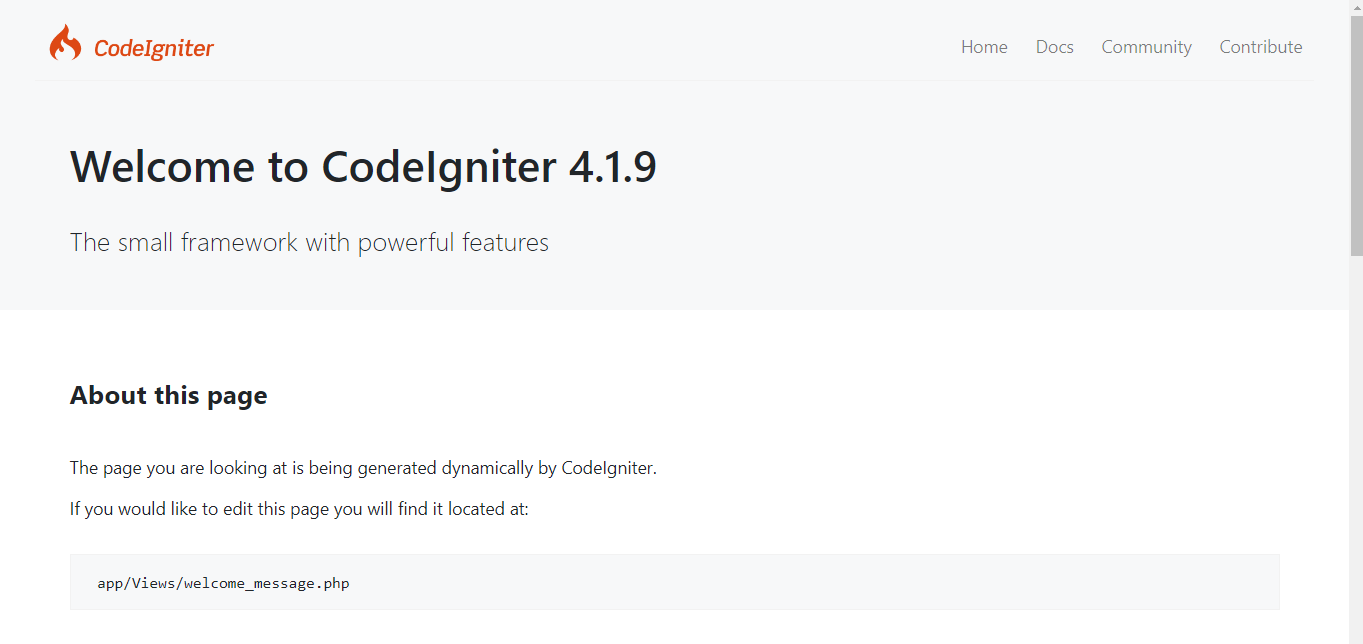 CodeIgniter
Home Docs Community Contribute
Welcome to CodeIgniter 4.1.9
The small framework with powerful features
About this page
The page you are looking at is being generated dynamically by CodeIgniter.
If you would like to edit this page you will find it located at:
app/Views/welcome_message.php